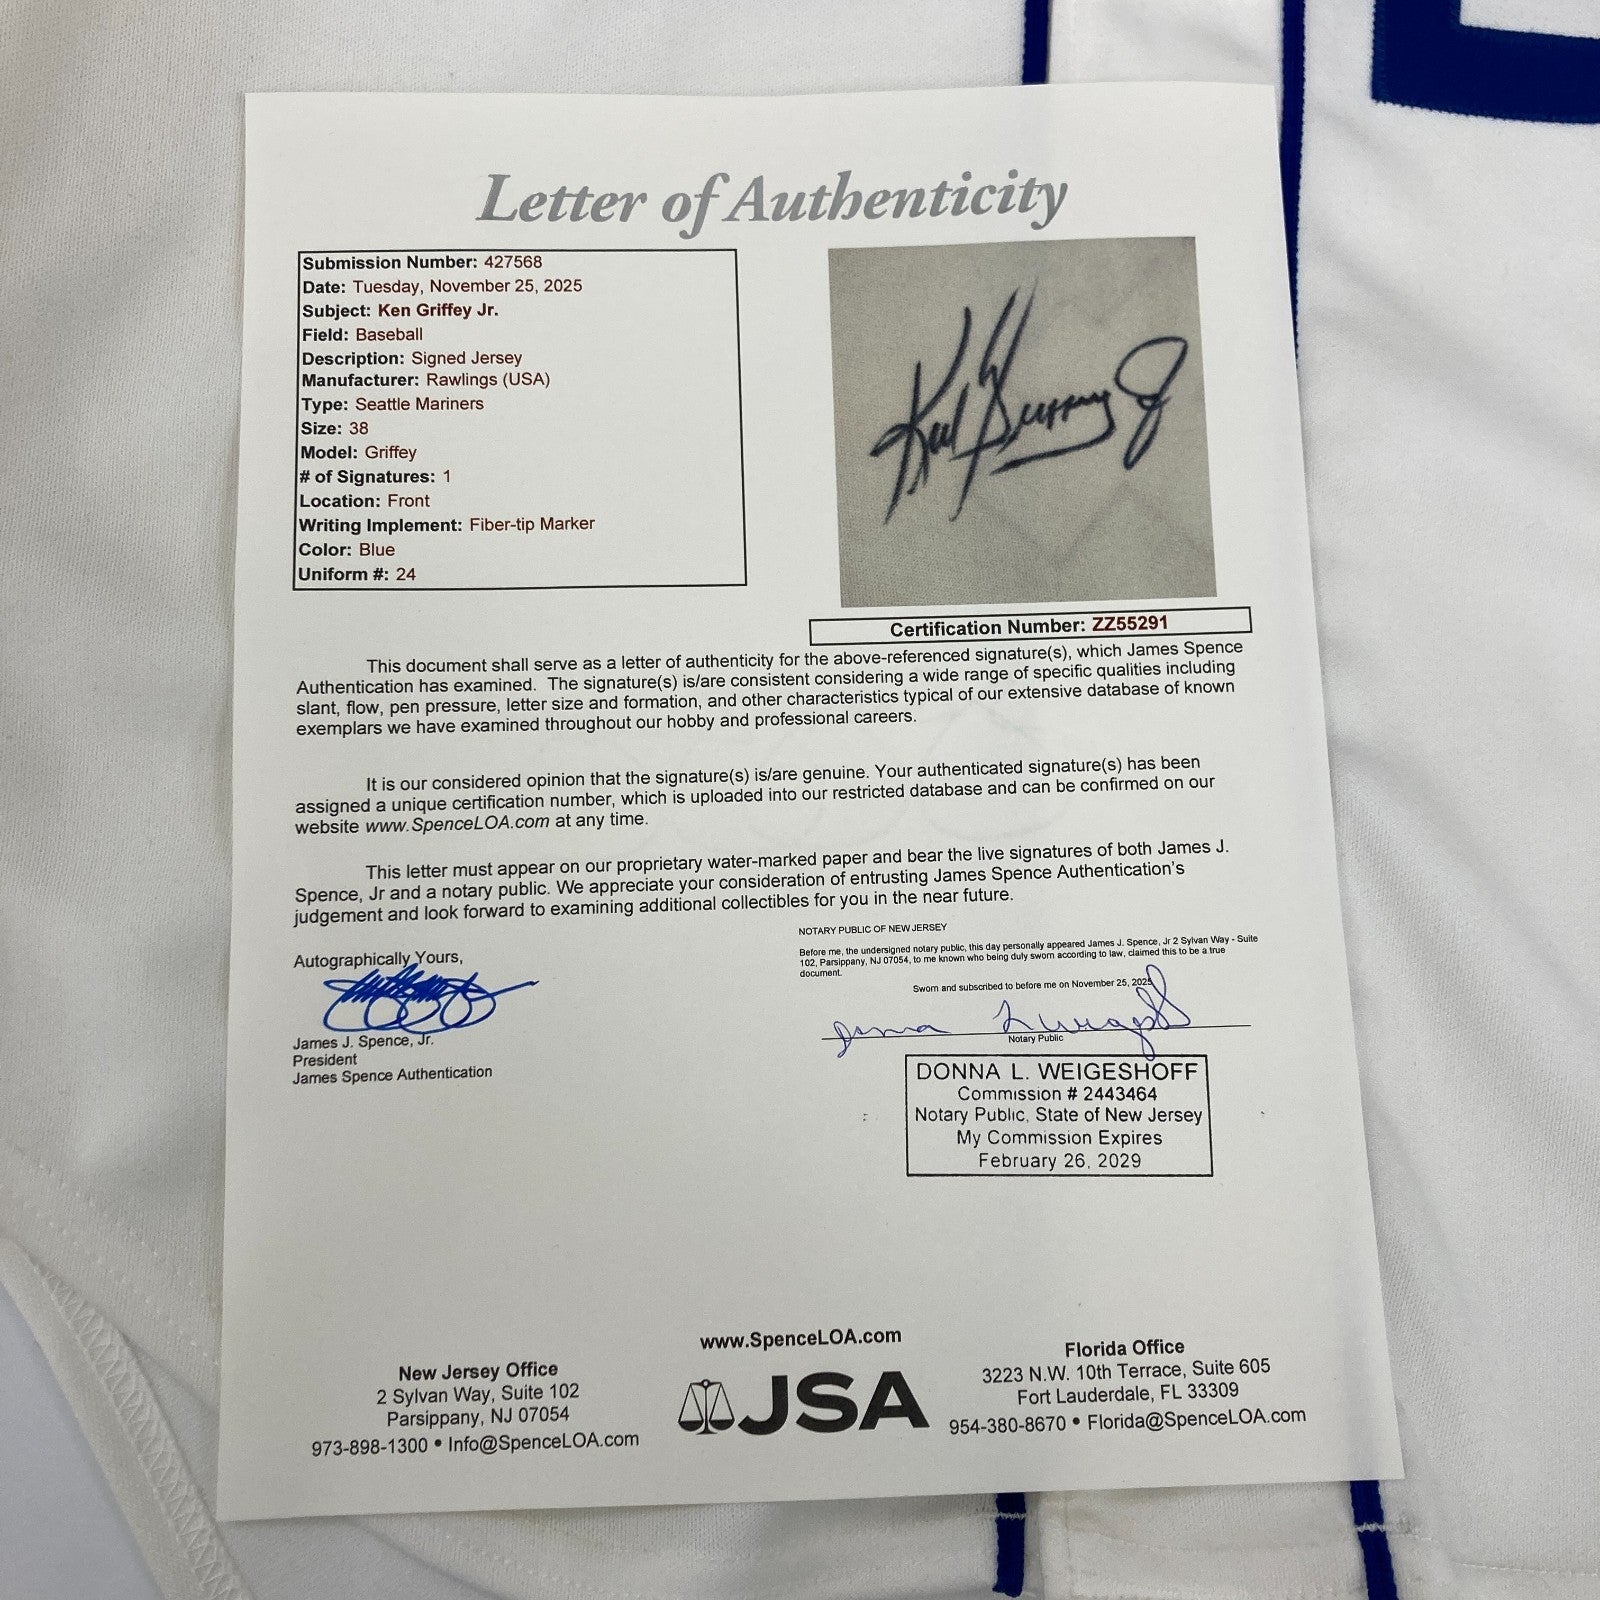 Letter of Authenticity
Submission Number: 427568
Date: Tuesday, November 25, 2025
Subject: Ken Griffey Jr.
Field: Baseball
Description: Signed Jersey
Manufacturer: Rawlings (USA)
Type: Seattle Mariners
Size: 38
Model: Griffey
# of Signatures: 1
Location: Front
Writing Implement: Fiber-tip Marker
Color: Blue
Uniform #: 24
Ken Griffey Jr
Certification Number: ZZ55291
This document shall serve as a letter of authenticity for the above-referenced signature(s), which James Spence
Authentication has examined. The signature(s) is/are consistent considering a wide range of specific qualities including
slant, flow, pen pressure, letter size and formation, and other characteristics typical of our extensive database of known
exemplars we have examined throughout our hobby and professional careers.
It is our considered opinion that the signature(s) is/are genuine. Your authenticated signature(s) has been
assigned a unique certification number, which is uploaded into our restricted database and can be confirmed on our
website www.SpenceLOA.com at any time.
This letter must appear on our proprietary water-marked paper and bear the live signatures of both James J.
Spence, Jr and a notary public. We appreciate your consideration of entrusting James Spence Authentication's
judgement and look forward to examining additional collectibles for you in the near future.
Autographically Yours,
James J. Spence, Jr.
President
James Spence Authentication
NOTARY PUBLIC OF NEW JERSEY
Before me, the undersigned notary public, this day personally appeared James J. Spence, Jr 2 Sylvan Way - Suite
102, Parsippany, NJ 07054, to me known who being duly sworn according to law, claimed this to be a true
document.
Sworn and subscribed to before me on November 25, 2025
Notary Public
DONNA L. WEIGESHOFF
Commission # 2443464
Notary Public, State of New Jersey
My Commission Expires
February 26, 2029
www.SpenceLOA.com
New Jersey Office
2 Sylvan Way, Suite 102
Parsippany, NJ 07054
973-898-1300 • Info@SpenceLOA.com
JSA
Florida Office
3223 N.W. 10th Terrace, Suite 605
Fort Lauderdale, FL 33309
954-380-8670 • Florida@SpenceLOA.com